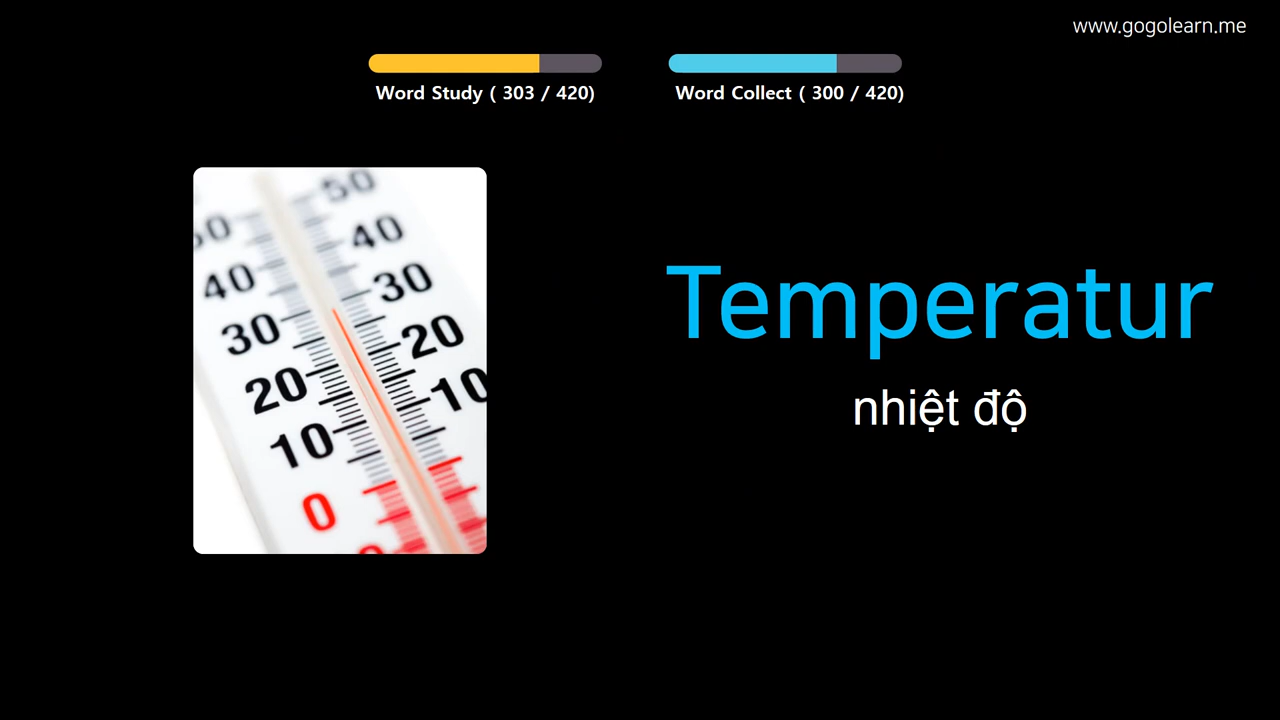 www.gogolearn.me
Word Study ( 303 / 420)
Word Collect ( 300 / 420)
50
50 40
40 30
30 20
20 10
10
0
Temperatur
nhiệt độ